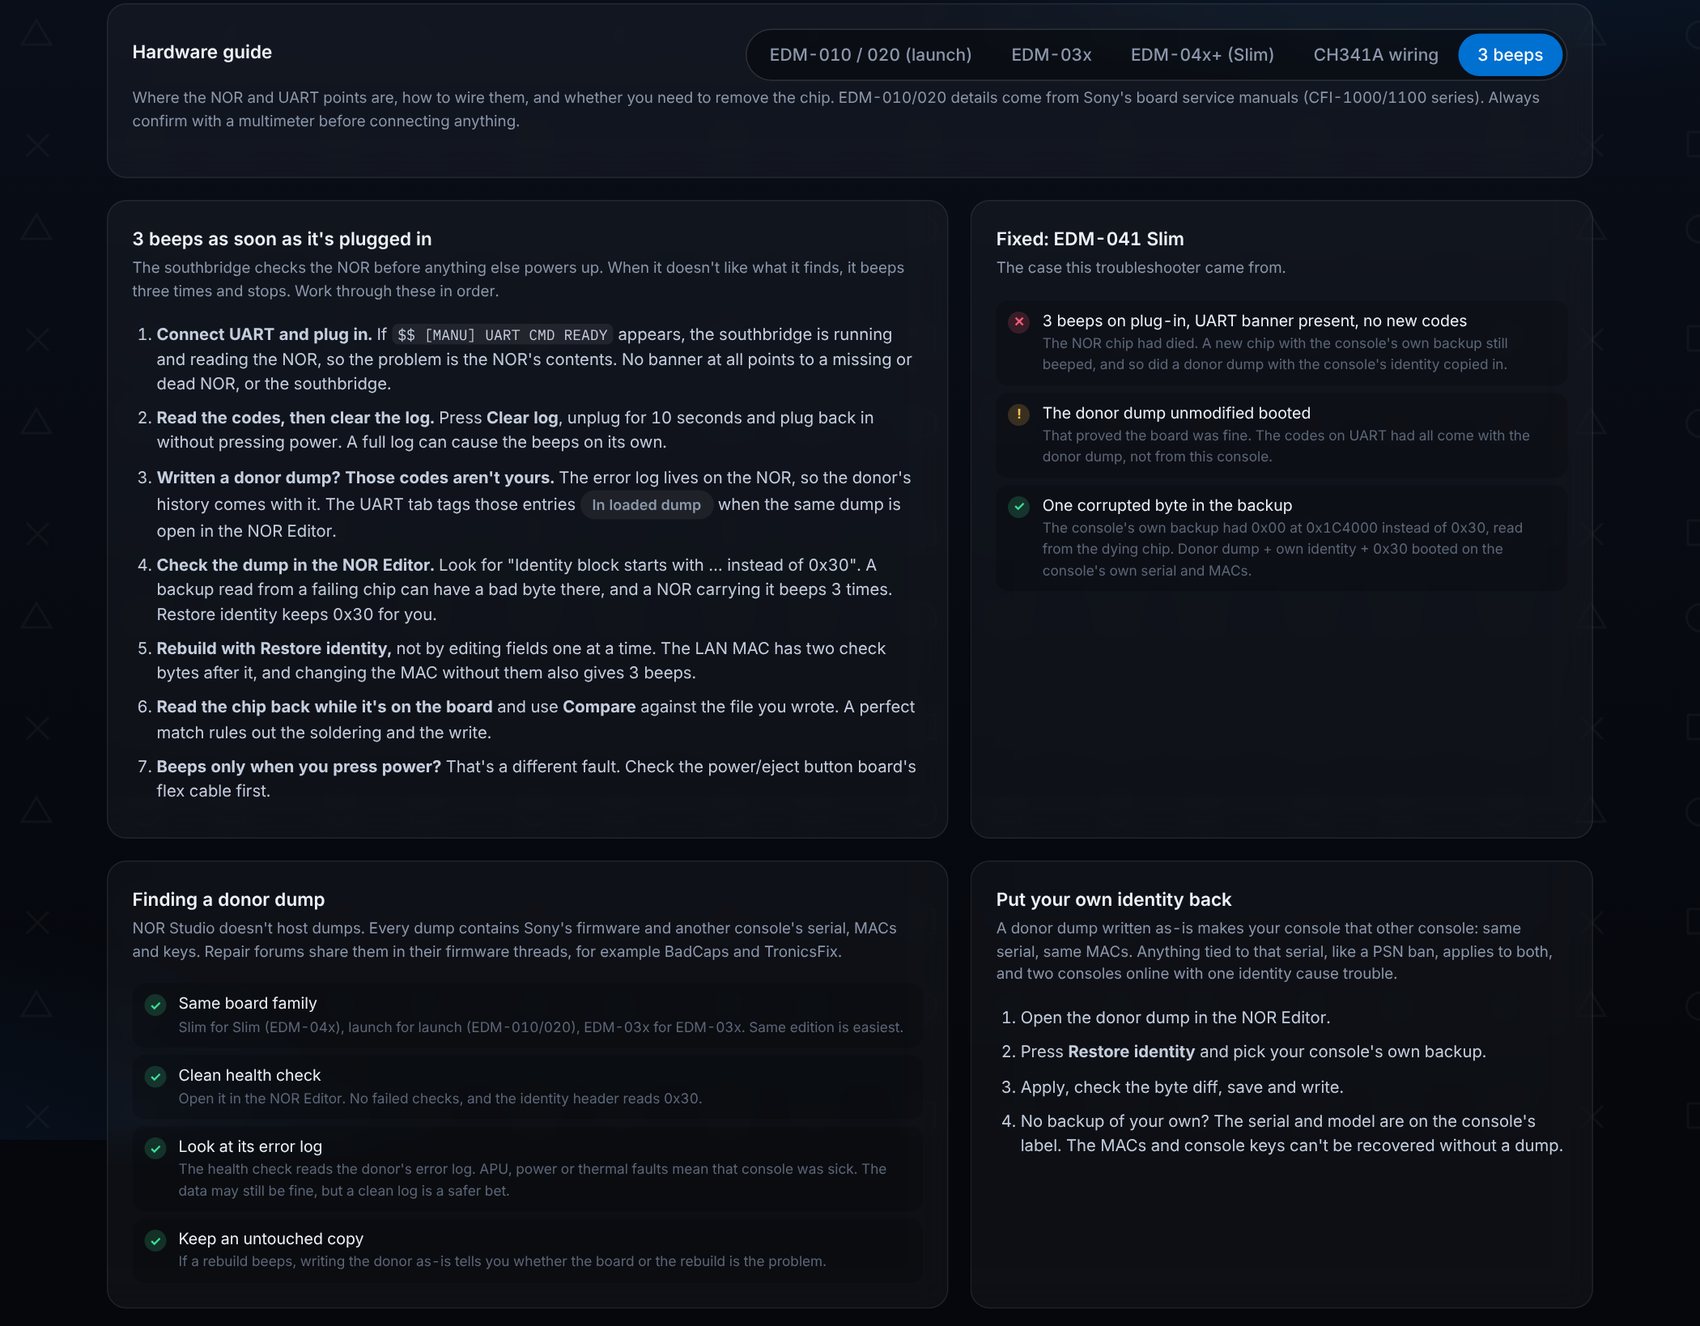 Hardware guide
EDM-010 / 020 (launch) EDM-03x EDM-04x+ (Slim) CH341A wiring 3 beeps
Where the NOR and UART points are, how to wire them, and whether you need to remove the chip. EDM-010/020 details come from Sony's board service manuals (CFI-1000/1100 series). Always
confirm with a multimeter before connecting anything.
3 beeps as soon as it's plugged in
The southbridge checks the NOR before anything else powers up. When it doesn't like what it finds, it beeps
three times and stops. Work through these in order.
1. Connect UART and plug in. If $$ [MANU] UART CMD READY appears, the southbridge is running
and reading the NOR, so the problem is the NOR's contents. No banner at all points to a missing or
dead NOR, or the southbridge.
2. Read the codes, then clear the log. Press Clear log, unplug for 10 seconds and plug back in
without pressing power. A full log can cause the beeps on its own.
3. Written a donor dump? Those codes aren't yours. The error log lives on the NOR, so the donor's
history comes with it. The UART tab tags those entries In loaded dump when the same dump is
open in the NOR Editor.
4. Check the dump in the NOR Editor. Look for "Identity block starts with ... instead of 0x30". A
backup read from a failing chip can have a bad byte there, and a NOR carrying it beeps 3 times.
Restore identity keeps 0x30 for you.
5. Rebuild with Restore identity, not by editing fields one at a time. The LAN MAC has two check
bytes after it, and changing the MAC without them also gives 3 beeps.
6. Read the chip back while it's on the board and use Compare against the file you wrote. A perfect
match rules out the soldering and the write.
7. Beeps only when you press power? That's a different fault. Check the power/eject button board's
flex cable first.
Fixed: EDM-041 Slim
The case this troubleshooter came from.
3 beeps on plug-in, UART banner present, no new codes
The NOR chip had died. A new chip with the console's own backup still
beeped, and so did a donor dump with the console's identity copied in.
The donor dump unmodified booted
That proved the board was fine. The codes on UART had all come with the
donor dump, not from this console.
One corrupted byte in the backup
The console's own backup had 0x00 at 0x1C4000 instead of 0x30, read
from the dying chip. Donor dump + own identity + 0x30 booted on the
console's own serial and MACs.
Finding a donor dump
NOR Studio doesn't host dumps. Every dump contains Sony's firmware and another console's serial, MACs
and keys. Repair forums share them in their firmware threads, for example BadCaps and TronicsFix.
Same board family
Slim for Slim (EDM-04x), launch for launch (EDM-010/020), EDM-03x for EDM-03x. Same edition is easiest.
Clean health check
Open it in the NOR Editor. No failed checks, and the identity header reads 0x30.
Look at its error log
The health check reads the donor's error log. APU, power or thermal faults mean that console was sick. The
data may still be fine, but a clean log is a safer bet.
Keep an untouched copy
If a rebuild beeps, writing the donor as-is tells you whether the board or the rebuild is the problem.
Put your own identity back
A donor dump written as-is makes your console that other console: same
serial, same MACs. Anything tied to that serial, like a PSN ban, applies to both,
and two consoles online with one identity cause trouble.
1. Open the donor dump in the NOR Editor.
2. Press Restore identity and pick your console's own backup.
3. Apply, check the byte diff, save and write.
4. No backup of your own? The serial and model are on the console's
label. The MACs and console keys can't be recovered without a dump.